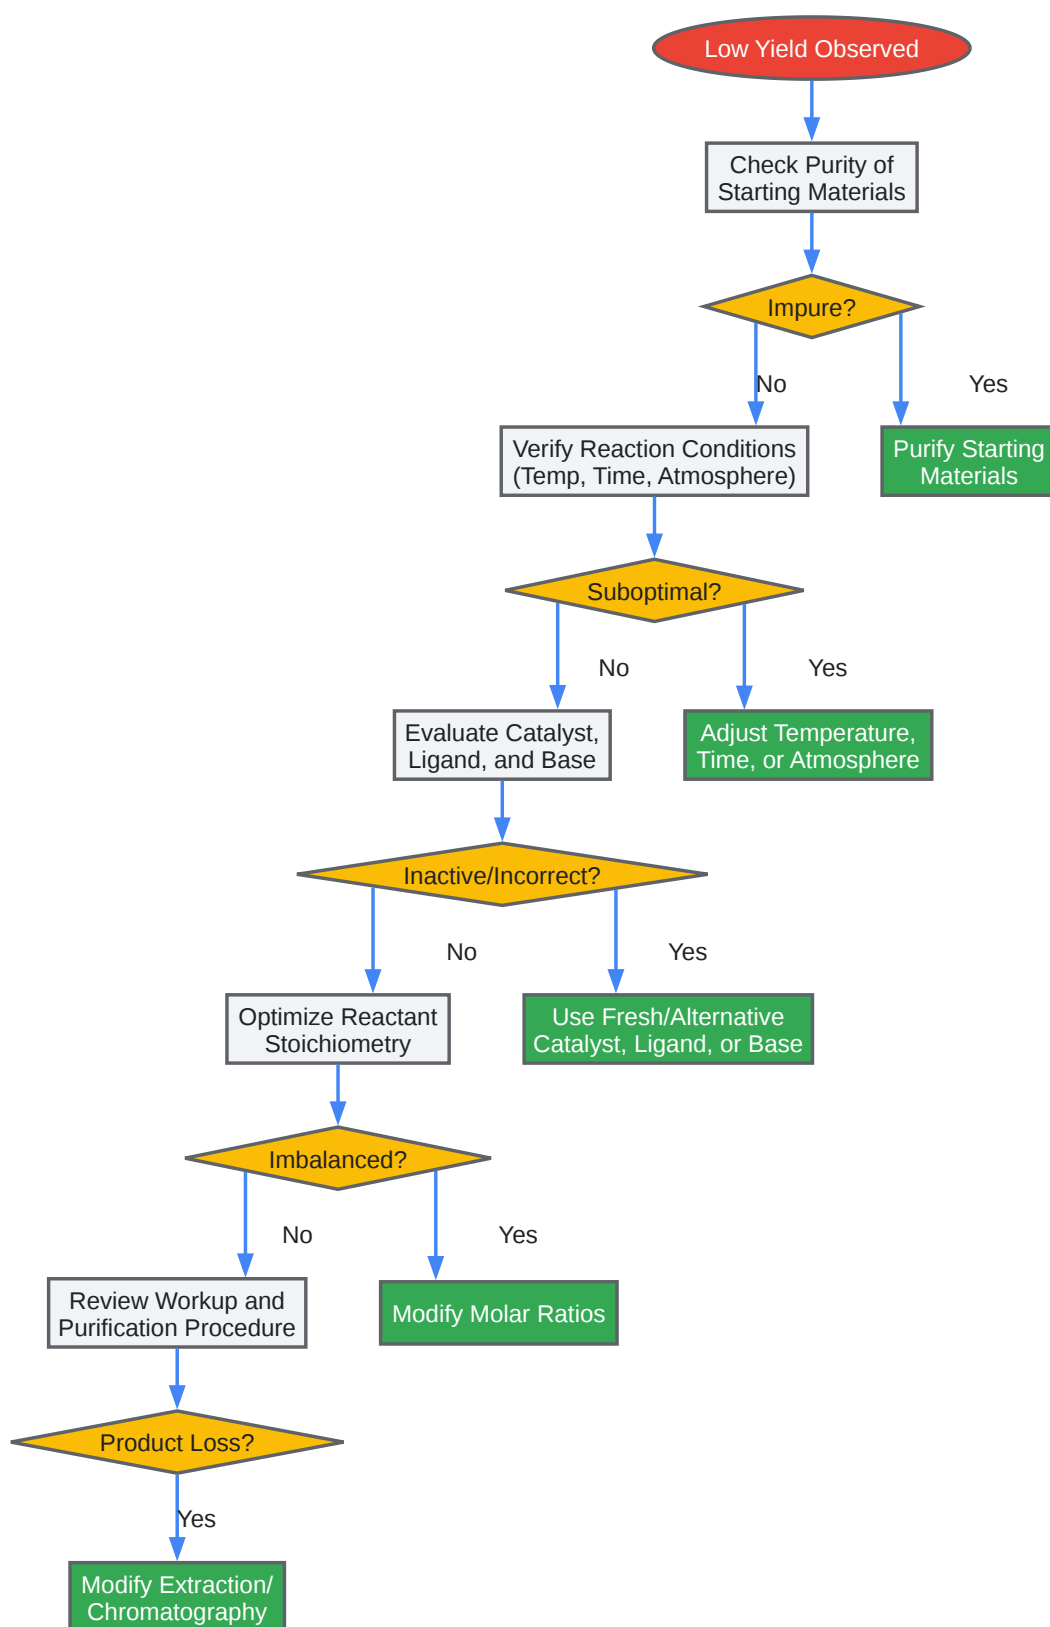 Low Yield Observed
Check Purity of
Starting Materials
Impure?
No
Yes
Verify Reaction Conditions
(Temp, Time, Atmosphere)
Purify Starting
Materials
Suboptimal?
No
Yes
Evaluate Catalyst,
Ligand, and Base
Adjust Temperature,
Time, or Atmosphere
Inactive/Incorrect?
No
Yes
Optimize Reactant
Stoichiometry
Use Fresh/Alternative
Catalyst, Ligand, or Base
Imbalanced?
No
Yes
Review Workup and
Purification Procedure
Modify Molar Ratios
Product Loss?
Yes
Modify Extraction/
Chromatography